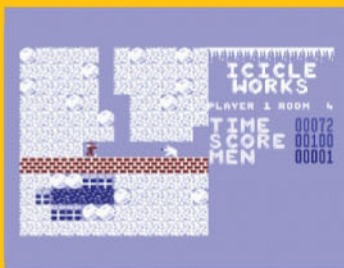 ICICLE
WORKS
PLAYER 1 ROOM 4
TIME 00072
SCORE 00100
MEN 00001